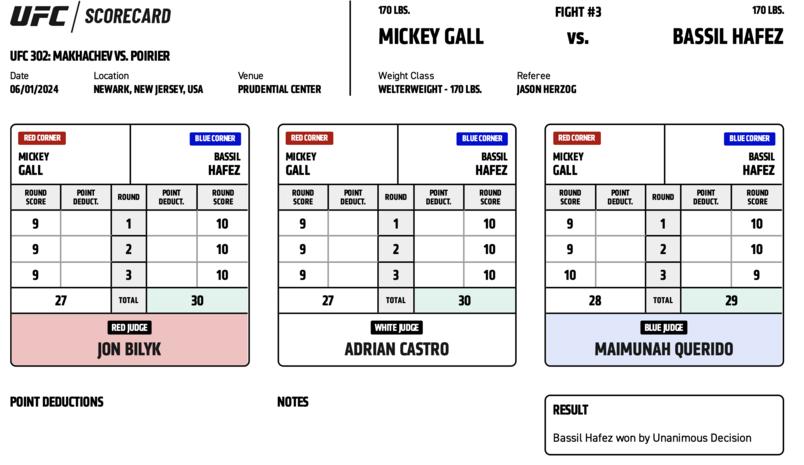 UFC SCORECARD
UFC 302: MAKHACHEV VS. POIRIER
Date Location Venue
06/01/2024 NEWARK, NEW JERSEY, USA PRUDENTIAL CENTER
170 LBS. FIGHT #3 170 LBS.
MICKEY GALL VS. BASSIL HAFEZ
Weight Class Referee
WELTERWEIGHT - 170 LBS. JASON HERZOG
RED CORNER BLUE CORNER
MICKEY BASSIL
GALL HAFEZ
ROUND POINT ROUND POINT ROUND
SCORE DEDUCT. DEDUCT. SCORE
9 1 10
9 2 10
9 3 10
27 TOTAL 30
RED JUDGE
JON BILYK
RED CORNER BLUE CORNER
MICKEY BASSIL
GALL HAFEZ
ROUND POINT ROUND POINT ROUND
SCORE DEDUCT. DEDUCT. SCORE
9 1 10
9 2 10
9 3 10
27 TOTAL 30
WHITE JUDGE
ADRIAN CASTRO
RED CORNER BLUE CORNER
MICKEY BASSIL
GALL HAFEZ
ROUND POINT ROUND POINT ROUND
SCORE DEDUCT. DEDUCT. SCORE
9 1 10
9 2 10
10 3 9
28 TOTAL 29
BLUE JUDGE
MAIMUNAH QUERIDO
POINT DEDUCTIONS
NOTES
RESULT
Bassil Hafez won by Unanimous Decision